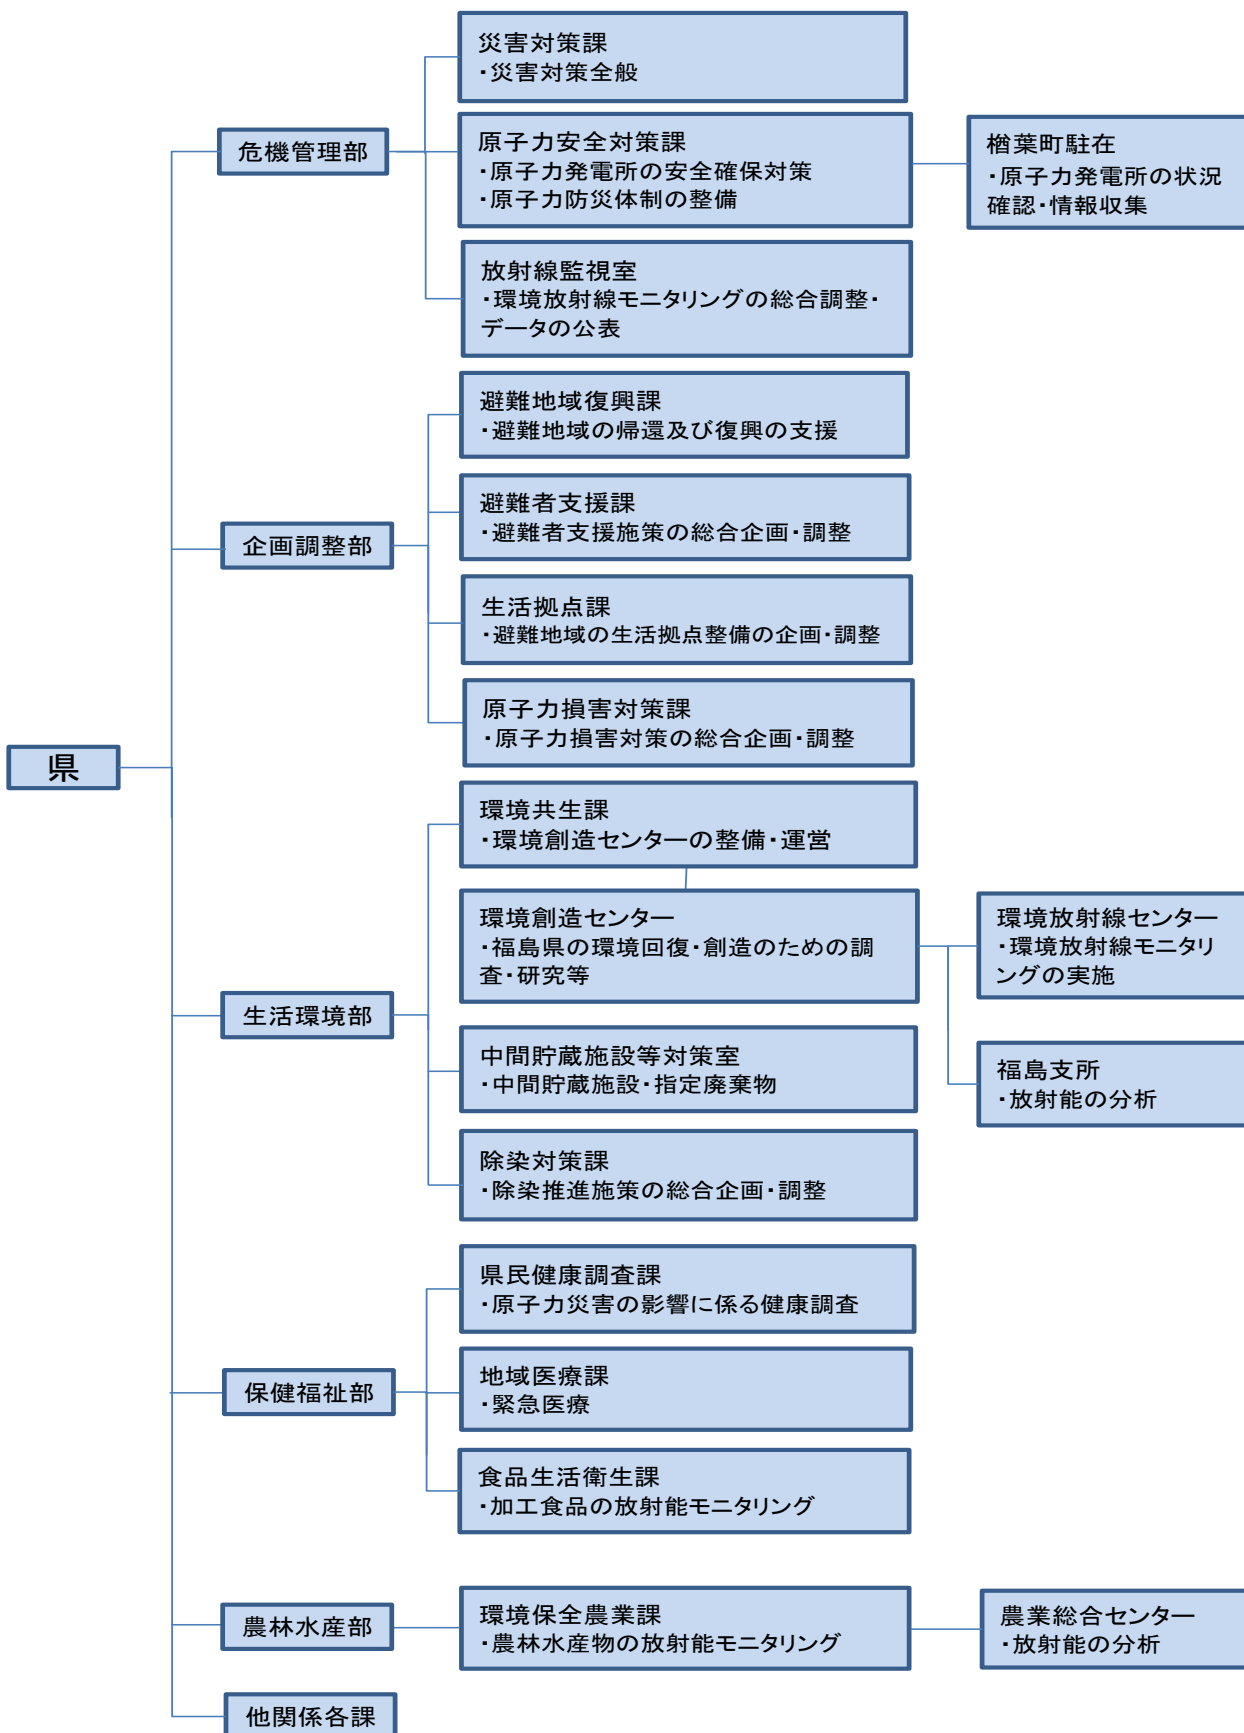 災害対策課
・災害対策全般
危機管理部
原子力安全対策課
・原子力発電所の安全確保対策
・原子力防災体制の整備
楢葉町駐在
・原子力発電所の状況
確認・情報収集
放射線監視室
・環境放射線モニタリングの総合調整・
データの公表
避難地域復興課
・避難地域の帰還及び復興の支援
避難者支援課
・避難者支援施策の総合企画・調整
企画調整部
生活拠点課
・避難地域の生活拠点整備の企画・調整
原子力損害対策課
・原子力損害対策の総合企画・調整
県
環境共生課
・環境創造センターの整備・運営
環境創造センター
・福島県の環境回復・創造のための調
査・研究等
環境放射線センター
・環境放射線モニタリ
ングの実施
生活環境部
中間貯蔵施設等対策室
・中間貯蔵施設・指定廃棄物
福島支所
・放射能の分析
除染対策課
・除染推進施策の総合企画・調整
県民健康調査課
・原子力災害の影響に係る健康調査
保健福祉部
地域医療課
・緊急医療
食品生活衛生課
・加工食品の放射能モニタリング
農林水産部
環境保全農業課
・農林水産物の放射能モニタリング
農業総合センター
・放射能の分析
他関係各課